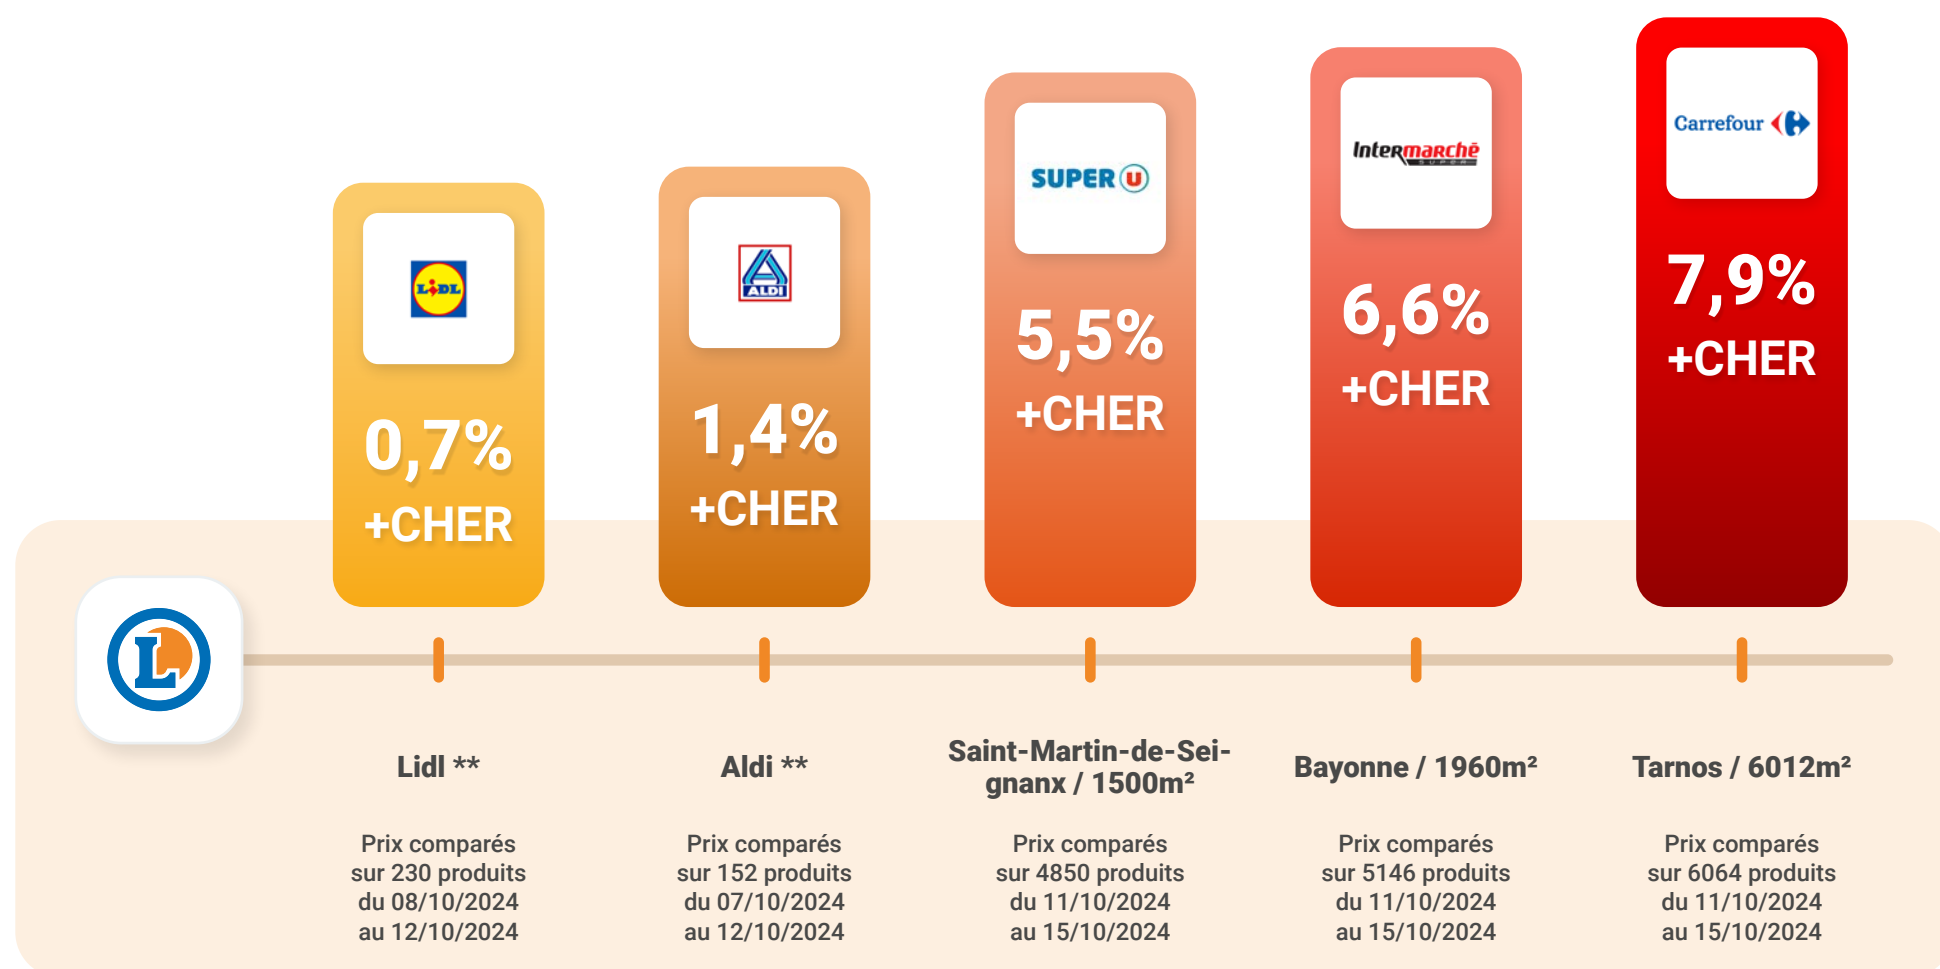 LiDL
0,7%
+CHER
ALDI
1,4%
+CHER
SUPER U
5,5%
+CHER
Intermarché
SUPER
6,6%
+CHER
Carrefour
7,9%
+CHER
L
Lidl **
Prix comparés
sur 230 produits
du 08/10/2024
au 12/10/2024
Aldi **
Prix comparés
sur 152 produits
du 07/10/2024
au 12/10/2024
Saint-Martin-de-Sei-
gnanx / 1500m²
Prix comparés
sur 4850 produits
du 11/10/2024
au 15/10/2024
Bayonne / 1960m²
Prix comparés
sur 5146 produits
du 11/10/2024
au 15/10/2024
Tarnos / 6012m²
Prix comparés
sur 6064 produits
du 11/10/2024
au 15/10/2024